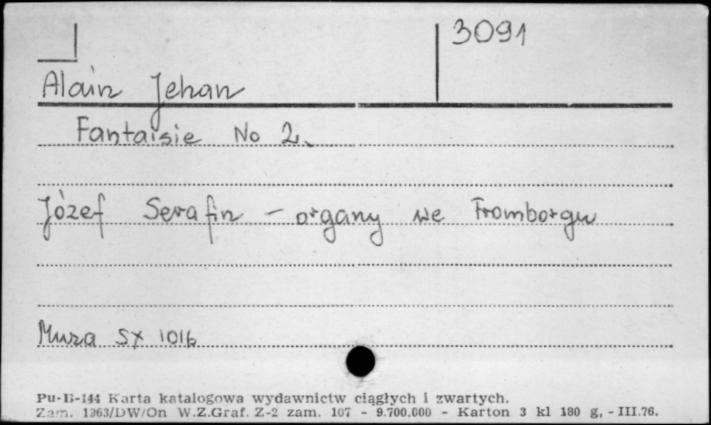 3091
Alain Jehan
Fantaisie No 2.
Józef Serafin - organy we Fromborgu
Muza SX 1016
Pu-B-144 Karta katalogowa wydawnictw ciągłych i zwartych.
Zam. 1363/DW/On W.Z.Graf. Z-2 zam. 107 - 9.700.000 - Karton 3 kl 180 g. - III.76.